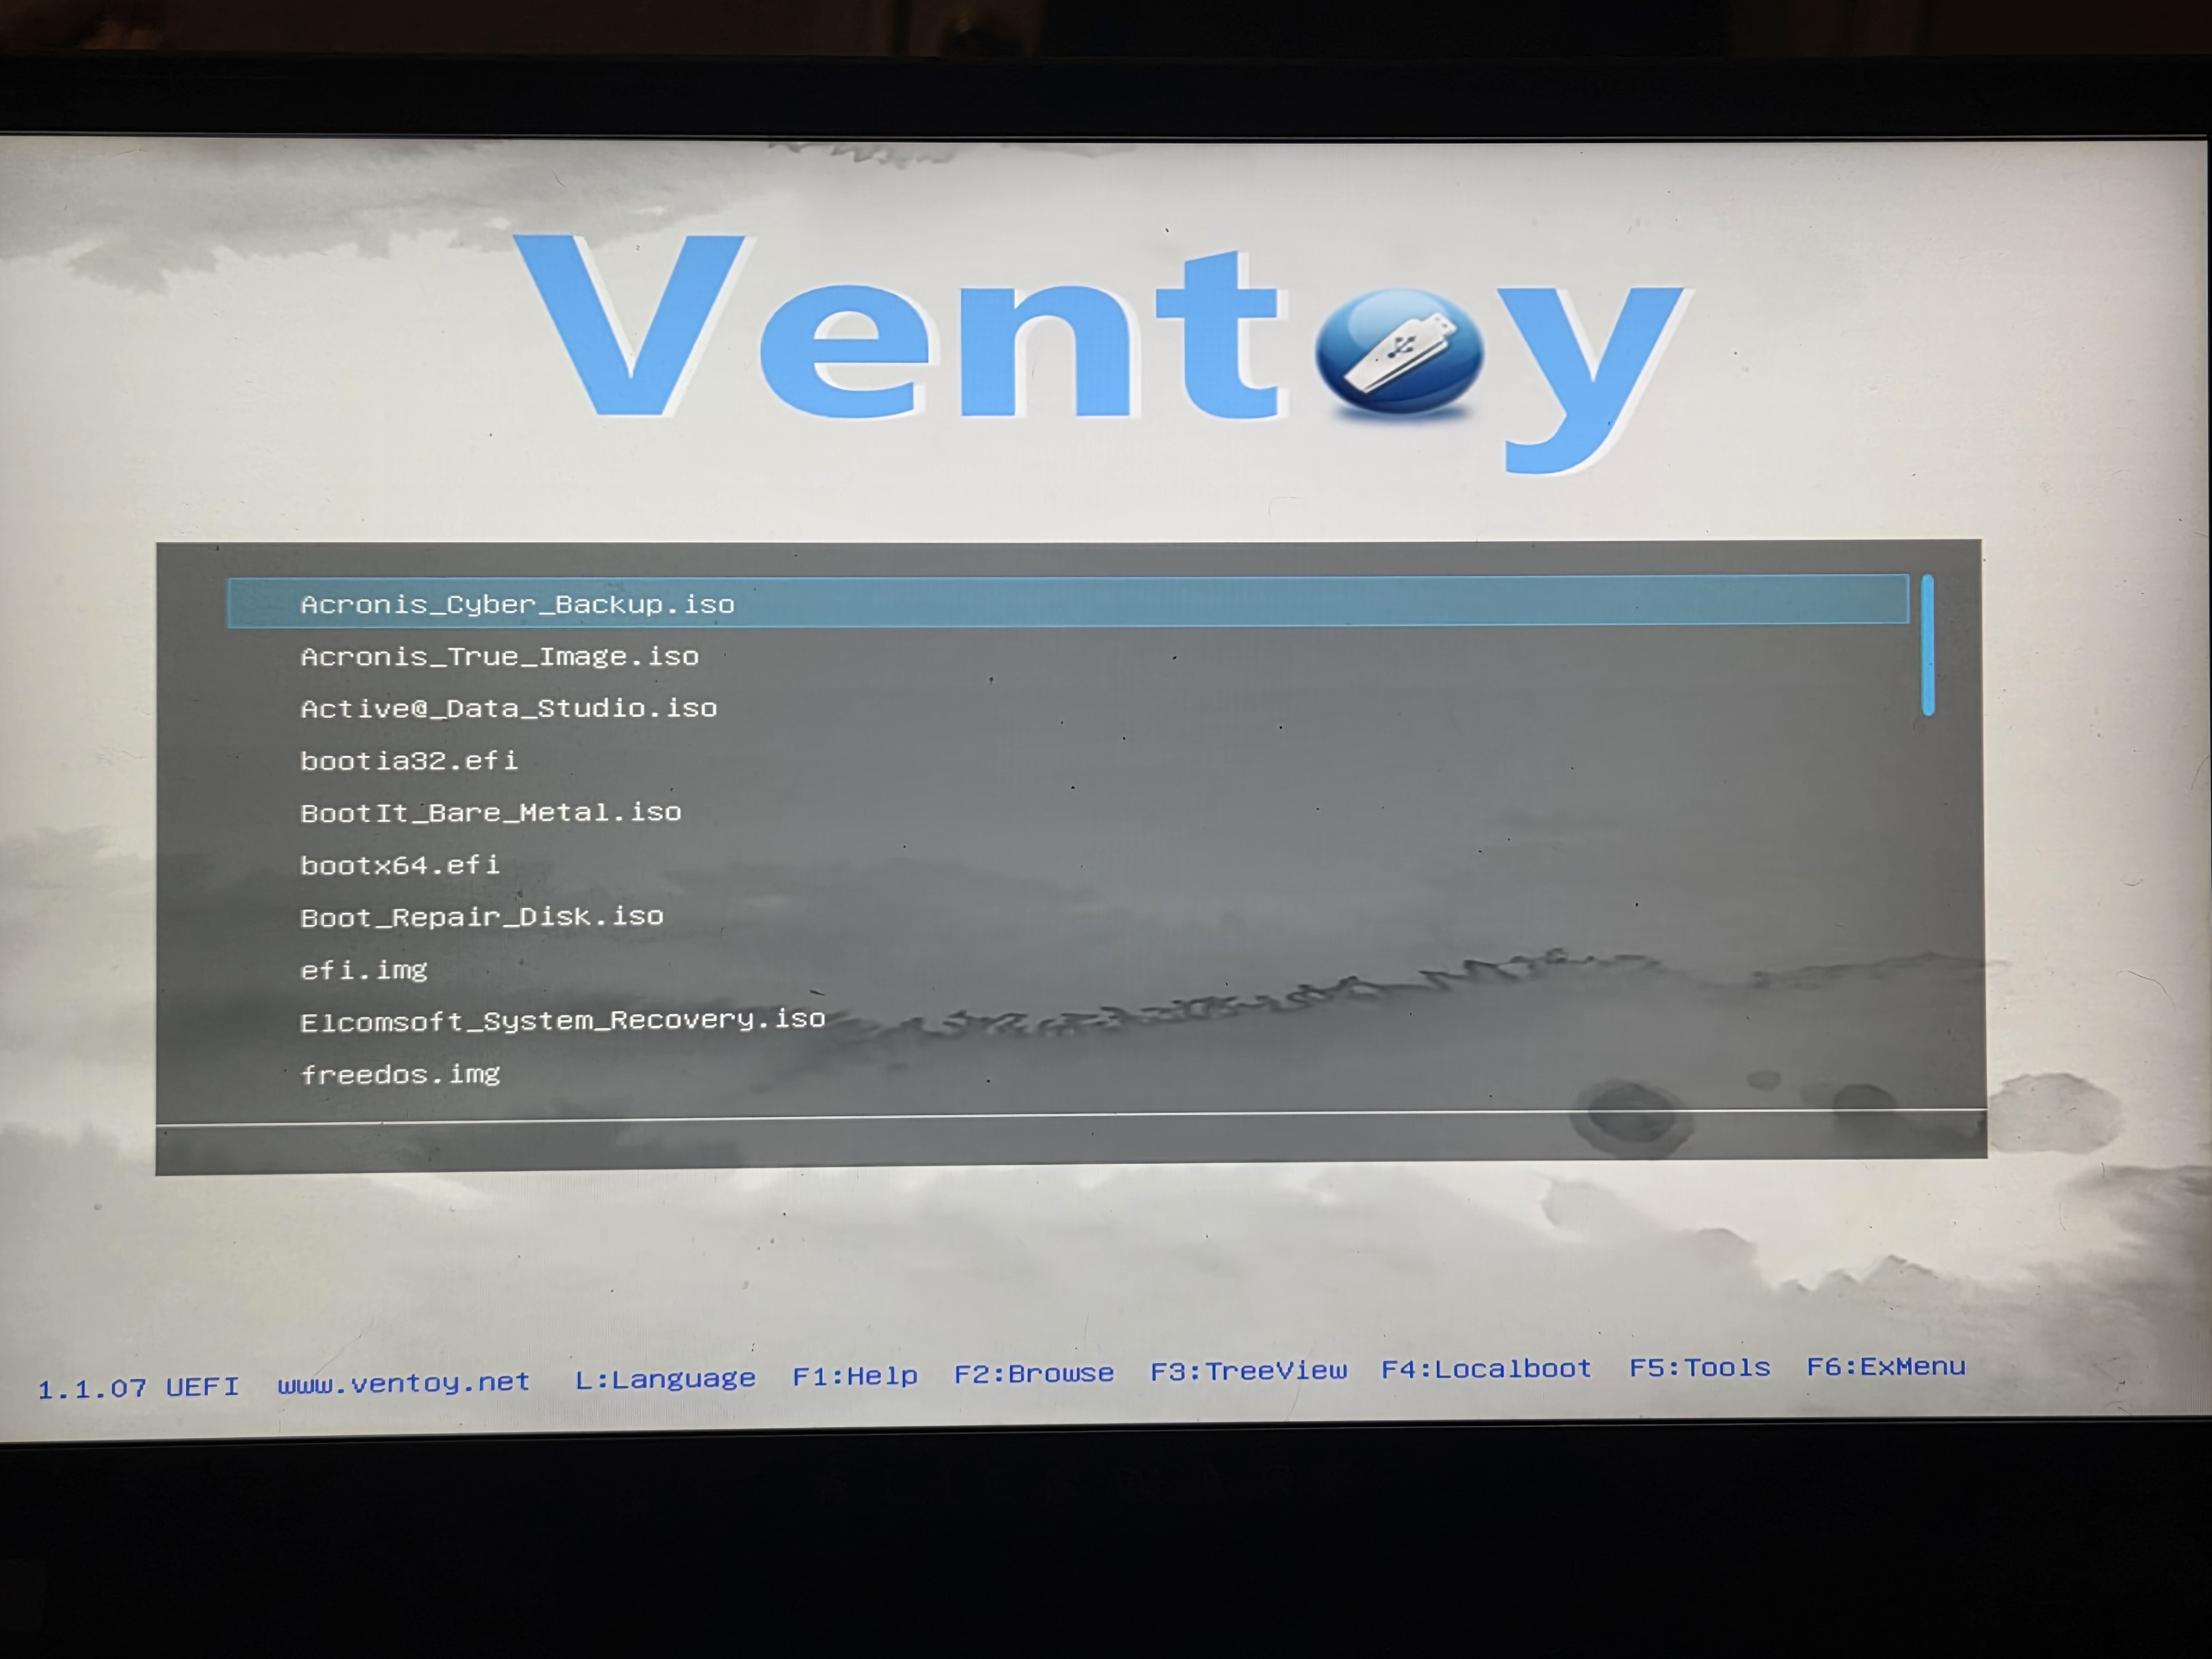 Ventoy
Acronis_Cyber_Backup.iso
Acronis_True_Image.iso
Active@_Data_Studio.iso
bootia32.efi
BootIt_Bare_Metal.iso
bootx64.efi
Boot_Repair_Disk.iso
efi.img
Elcomsoft_System_Recovery.iso
freedos.img
1.1.07 UEFI www.ventoy.net L:Language F1:Help F2:Browse F3:TreeView F4:Localboot F5:Tools F6:ExMenu